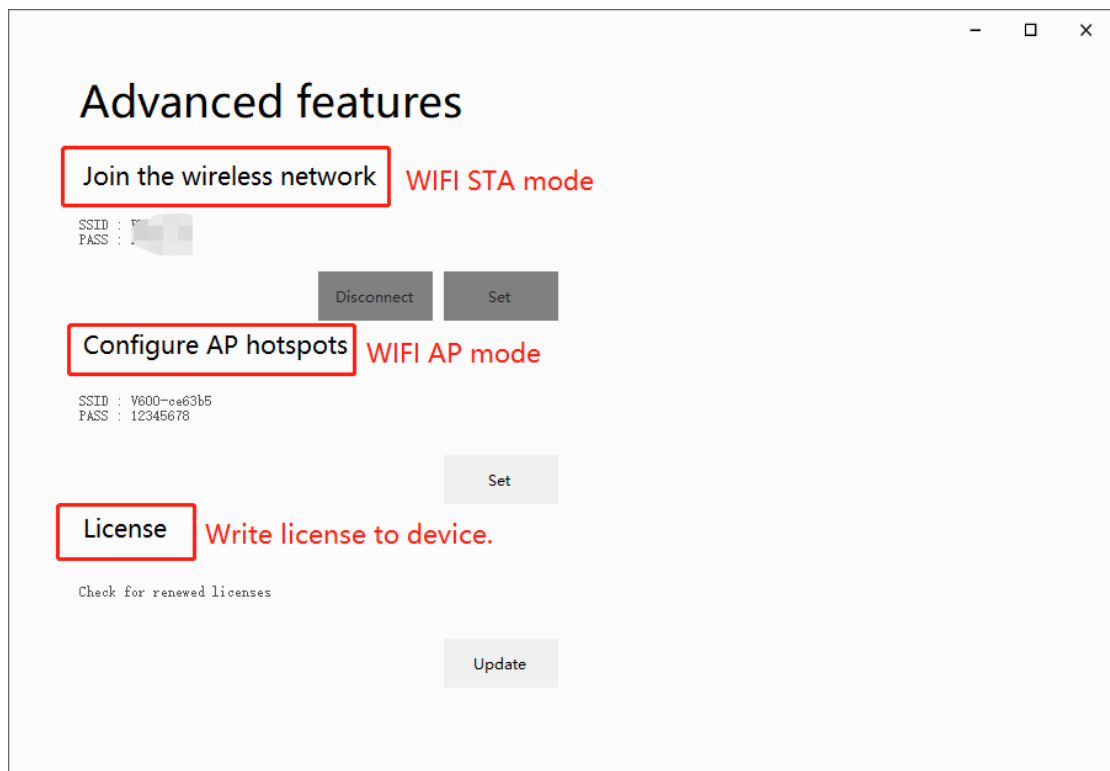 Advanced features
Join the wireless network WIFI STA mode
SSID :
PASS :
Disconnect Set
Configure AP hotspots WIFI AP mode
SSID : V600-ce63b5
PASS : 12345678
Set
License Write license to device.
Check for renewed licenses
Update